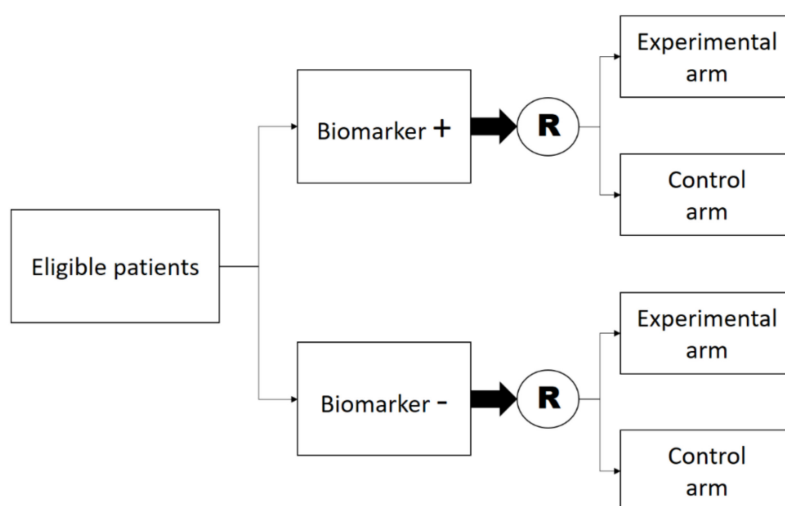 Experimental
arm
Biomarker +
R
Control
arm
Eligible patients
Experimental
arm
Biomarker -
R
Control
arm